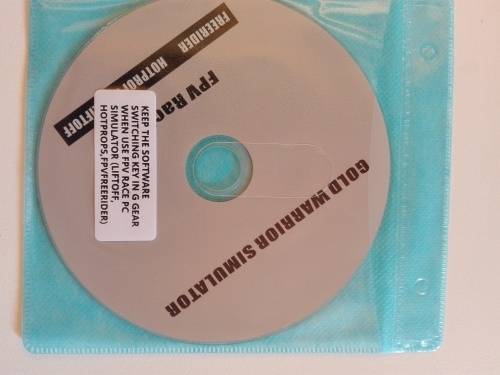 FREERIDER HOTPROPS LIFTOFF
FPV
GOLD WARRIOR SIMULATOR
KEEP THE SOFTWARE
SWITCHING KEY IN G GEAR
WHEN USE FPV RACE PC
SIMULATOR (LIFTOFF,
HOTPROPS,FPVFREERIDER)